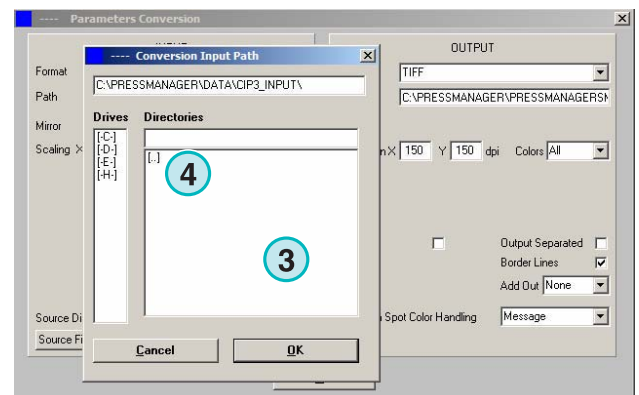 ---- Parameters Conversion
---- Conversion Input Path
OUTPUT
Format
TIFF
C:\PRESSMANAGER\DATA\CIP3_INPUT\
Path
C:\PRESSMANAGER\PRESSMANAGERSN
Drives Directories
Mirror
[-C-]
[-D-]
[-E-]
[-H-]
[..]
4
Scaling X
X 150 Y 150 dpi Colors All
3
Output Separated
Border Lines
Add Out None
Source Di
Spot Color Handling Message
Source Fi
Cancel OK